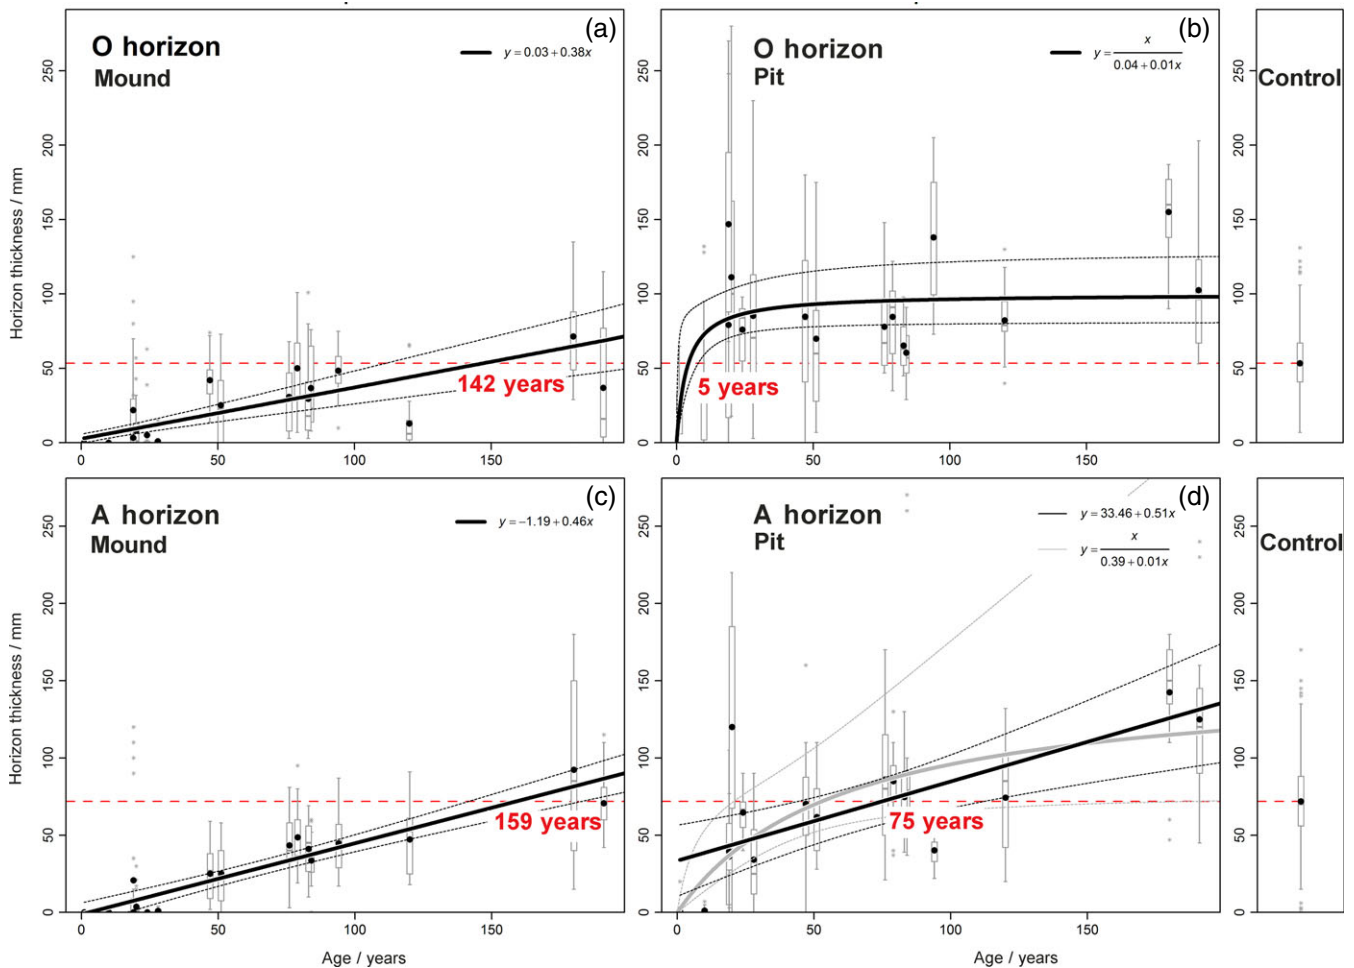 (a)
O horizon
Mound
y = 0.03 + 0.38x
142 years
250
200
150
100
50
0
0
50
100
150
Horizon thickness / mm
(b)
O horizon
Pit
y = x / 0.04 + 0.01x
5 years
250
200
150
100
50
0
0
50
100
150
Control
250
200
150
100
50
0
(c)
A horizon
Mound
y = −1.19 + 0.46x
159 years
250
200
150
100
50
0
0
50
100
150
Horizon thickness / mm
Age / years
(d)
A horizon
Pit
y = 33.46 + 0.51x
y = x / 0.39 + 0.01x
75 years
250
200
150
100
50
0
0
50
100
150
Age / years
Control
250
200
150
100
50
0